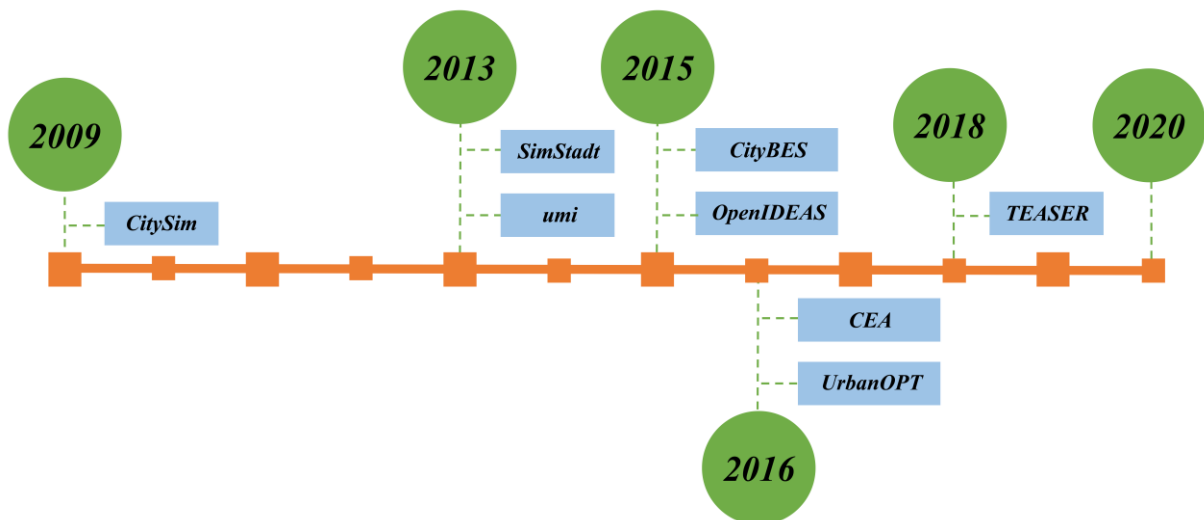 2009
CitySim
2013
SimStadt
umi
2015
CityBES
OpenIDEAS
CEA
UrbanOPT
2016
2018
TEASER
2020